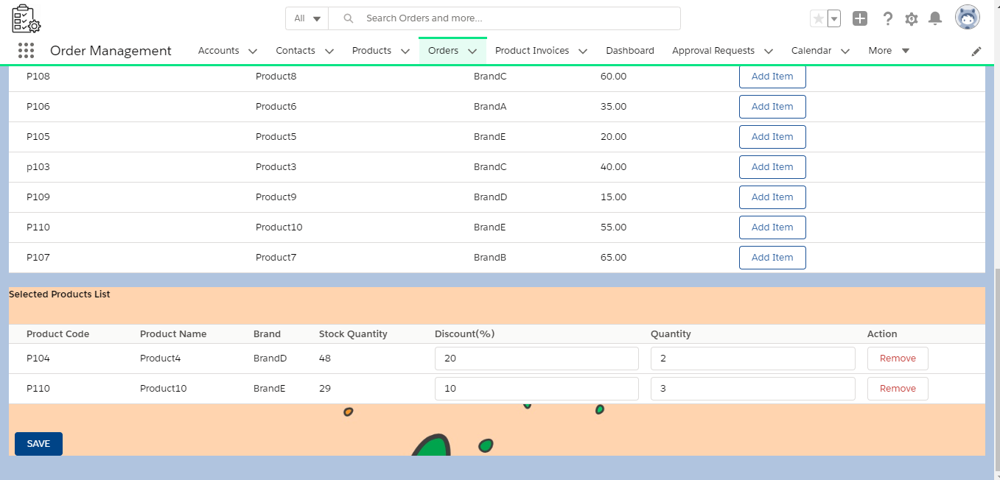 All Search Orders and more...
Order Management Accounts Contacts Products Orders Product Invoices Dashboard Approval Requests Calendar More
P108 Product8 BrandC 60.00 Add Item
P106 Product6 BrandA 35.00 Add Item
P105 Product5 BrandE 20.00 Add Item
p103 Product3 BrandC 40.00 Add Item
P109 Product9 BrandD 15.00 Add Item
P110 Product10 BrandE 55.00 Add Item
P107 Product7 BrandB 65.00 Add Item
Selected Products List
Product Code Product Name Brand Stock Quantity Discount(%) Quantity Action
P104 Product4 BrandD 48 20 2 Remove
P110 Product10 BrandE 29 10 3 Remove
SAVE